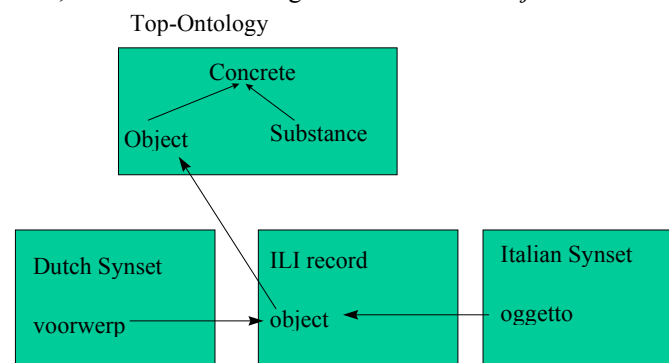 Top-Ontology
Concrete
Object
Substance
Dutch Synset
ILI record
Italian Synset
voorwerp
object
oggetto